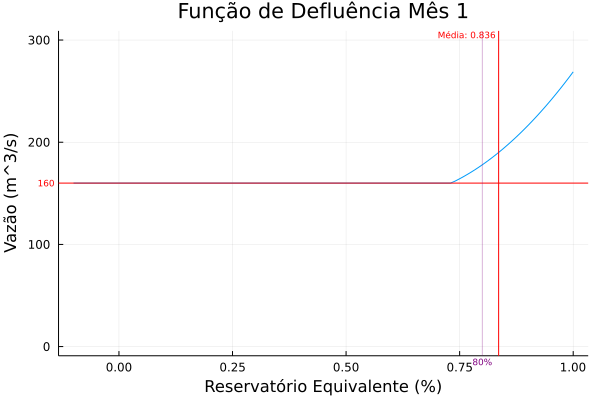 Função de Defluência Mês 1
Média: 0.836
300
200
160
100
0
Vazão (m^3/s)
0.00
0.25
0.50
0.75
80%
1.00
Reservatório Equivalente (%)